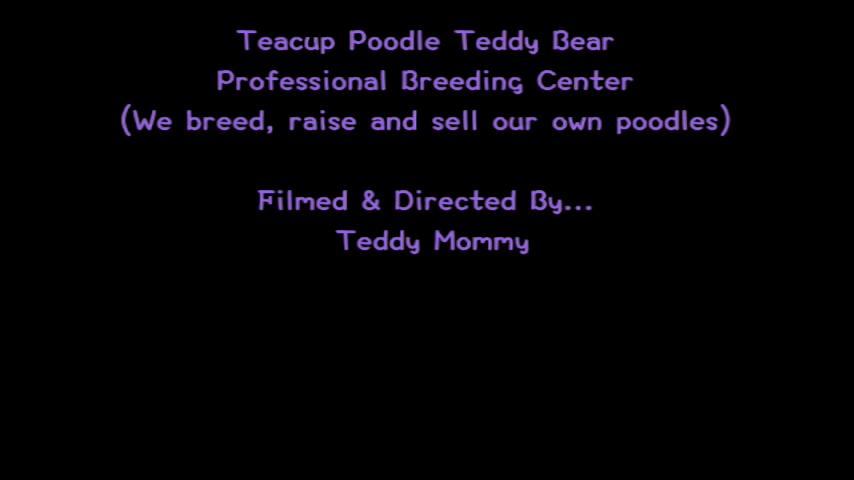 Teacup Poodle Teddy Bear
Professional Breeding Center
(We breed, raise and sell our own poodles)
Filmed & Directed By...
Teddy Mommy